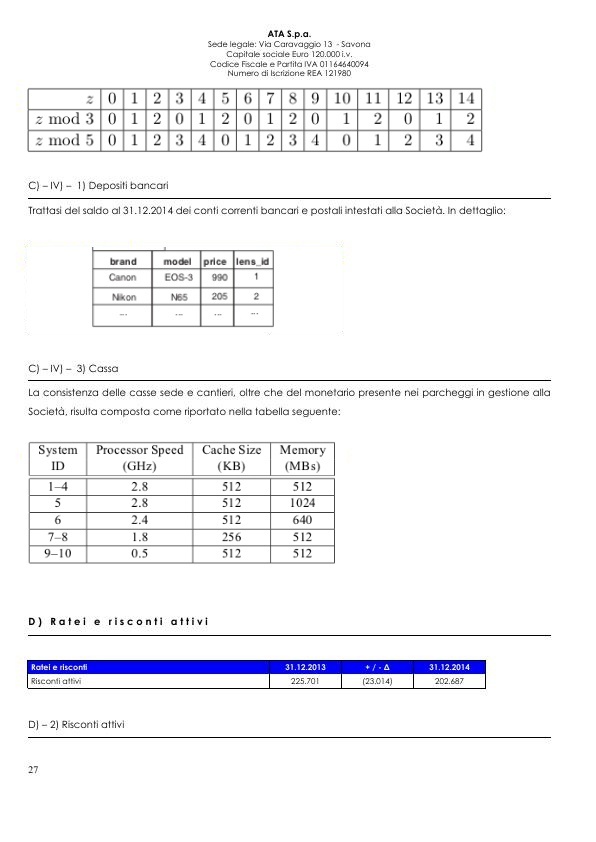 ATA S.p.a.
Sede legale: Via Caravaggio 13 - Savona
Capitale sociale Euro 120.000 i.v.
Codice Fiscale e Partita IVA 01164640094
Numero di Iscrizione REA 121980
z 0 1 2 3 4 5 6 7 8 9 10 11 12 13 14
z mod 3 0 1 2 0 1 2 0 1 2 0 1 2 0 1 2
z mod 5 0 1 2 3 4 0 1 2 3 4 0 1 2 3 4
C) – IV) – 1) Depositi bancari
Trattasi del saldo al 31.12.2014 dei conti correnti bancari e postali intestati alla Società. In dettaglio:
brand model price lens_id
Canon EOS-3 990 1
Nikon N65 205 2
... ... ... ...
C) – IV) – 3) Cassa
La consistenza delle casse sede e cantieri, oltre che del monetario presente nei parcheggi in gestione alla
Società, risulta composta come riportato nella tabella seguente:
System Processor Speed Cache Size Memory
ID (GHz) (KB) (MBs)
1–4 2.8 512 512
5 2.8 512 1024
6 2.4 512 640
7–8 1.8 256 512
9–10 0.5 512 512
D) Ratei e risconti attivi
Ratei e risconti 31.12.2013 + / - Δ 31.12.2014
Risconti attivi 225.701 (23.014) 202.687
D) – 2) Risconti attivi
27